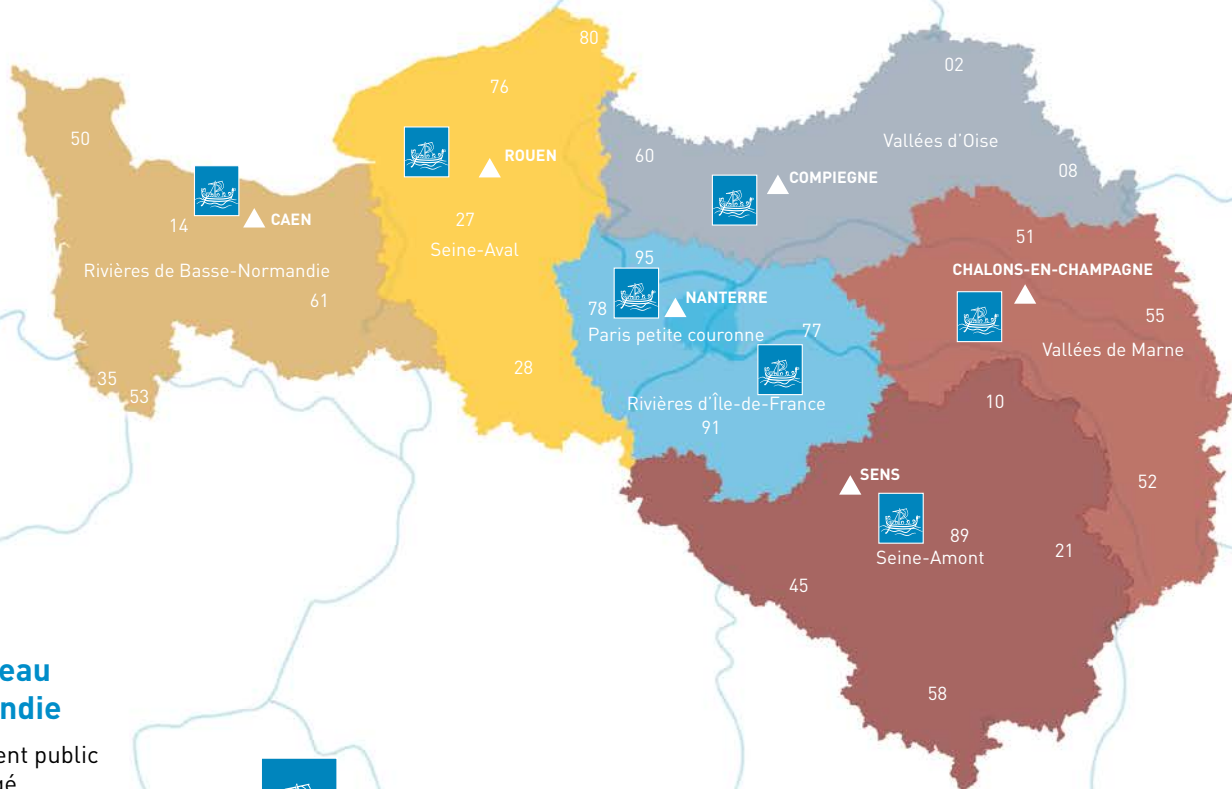 80
02
76
50
Vallées d'Oise
60
ROUEN
08
COMPIEGNE
CAEN
14
27
51
Seine-Aval
95
Rivières de Basse-Normandie
CHALONS-EN-CHAMPAGNE
61
NANTERRE
78
55
77
Paris petite couronne
Vallées de Marne
28
35
53
Rivières d'Île-de-France
10
91
SENS
52
89
21
Seine-Amont
45
eau
ndie
58
ent public
gé